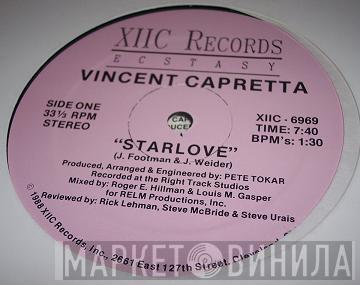 XIIC RECORDS
ECSTASY
VINCENT CAPRETTA
SIDE ONE
33⅓ RPM
STEREO
XIIC - 6969
TIME: 7:40
BPM's: 1:30
"STARLOVE"
(J. Footman & J. Weider)
Produced, Arranged & Engineered by: PETE TOKAR
Recorded at the Right Track Studios
Mixed by: Roger E. Hillman & Louis M. Gasper
for RELM Productions, Inc.
Reviewed by: Rick Lehman, Steve McBride & Steve Urais
© 1988 XIIC Records, Inc., 2661 East 127th Street,
МАРКЕТ ВИНИЛА